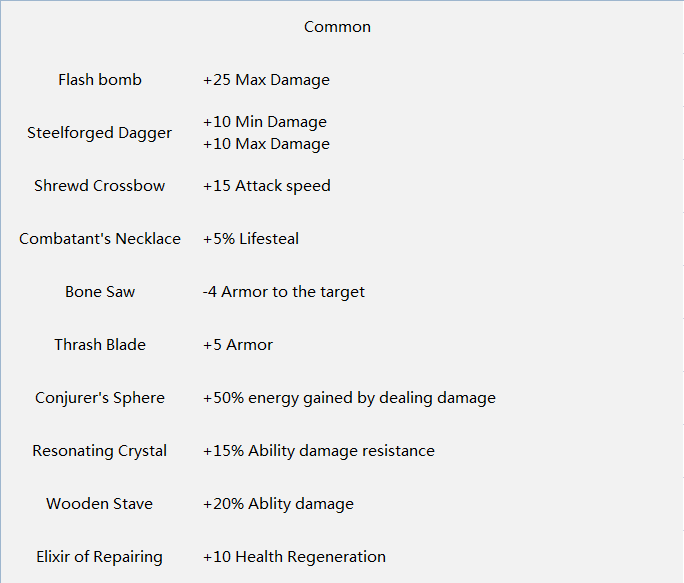 Common
Flash bomb +25 Max Damage
Steelforged Dagger +10 Min Damage
+10 Max Damage
Shrewd Crossbow +15 Attack speed
Combatant's Necklace +5% Lifesteal
Bone Saw -4 Armor to the target
Thrash Blade +5 Armor
Conjurer's Sphere +50% energy gained by dealing damage
Resonating Crystal +15% Ability damage resistance
Wooden Stave +20% Ablity damage
Elixir of Repairing +10 Health Regeneration